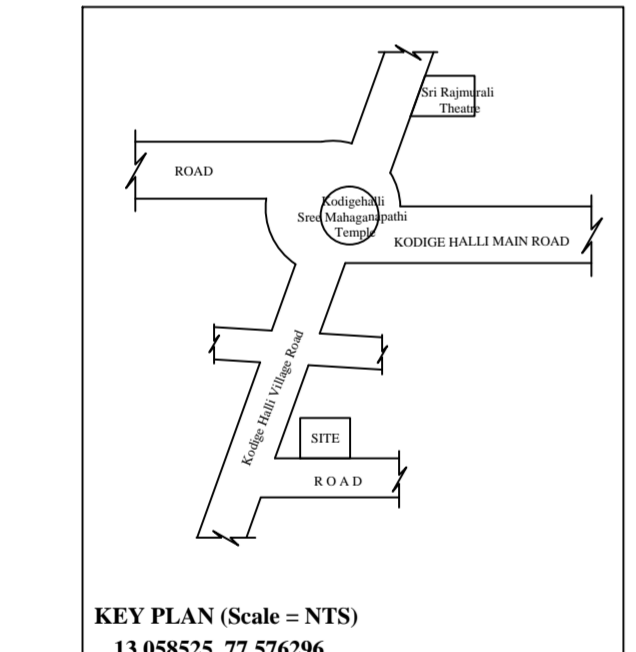 Sri Rajmurali
Theatre
ROAD
Kodigehalli
Sree Mahaganapathi
Temple
KODIGE HALLI MAIN ROAD
Kodige Halli Village Road
SITE
ROAD
KEY PLAN (Scale = NTS)
13.058525, 77.576296